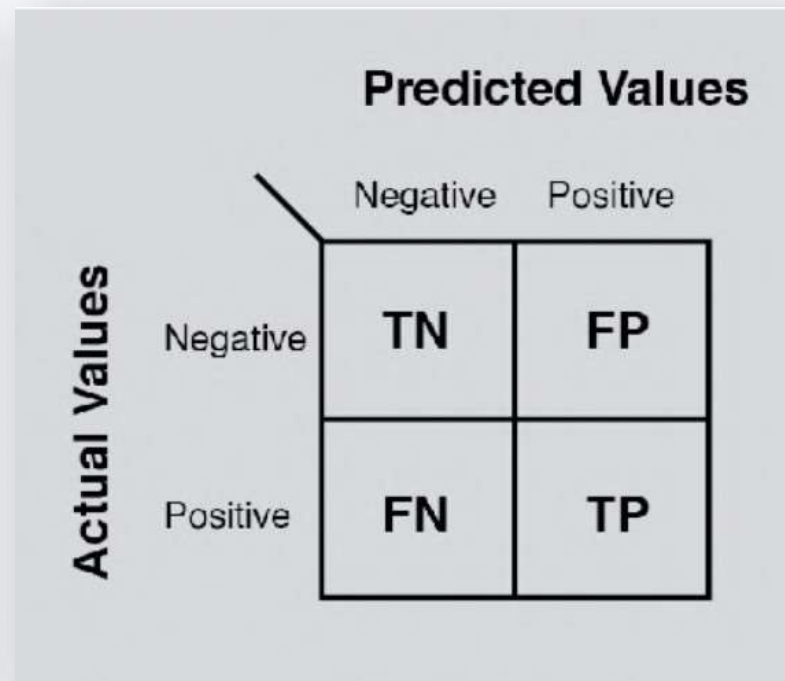 Predicted Values
Negative Positive
Actual Values
Negative TN FP
Positive FN TP